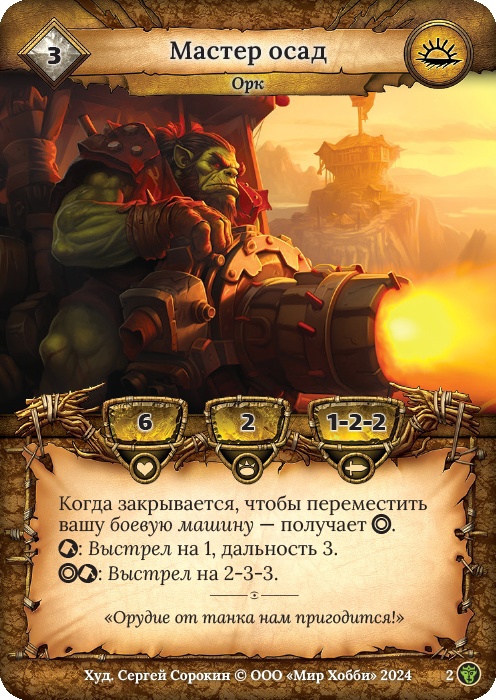 3
Мастер осад
Орк
6
2
1-2-2
Когда закрывается, чтобы переместить
вашу боевую машину — получает .
: Выстрел на 1, дальность 3.
: Выстрел на 2-3-3.
«Орудие от танка нам пригодится!»
Худ. Сергей Сорокин © ООО «Мир Хобби» 2024
2